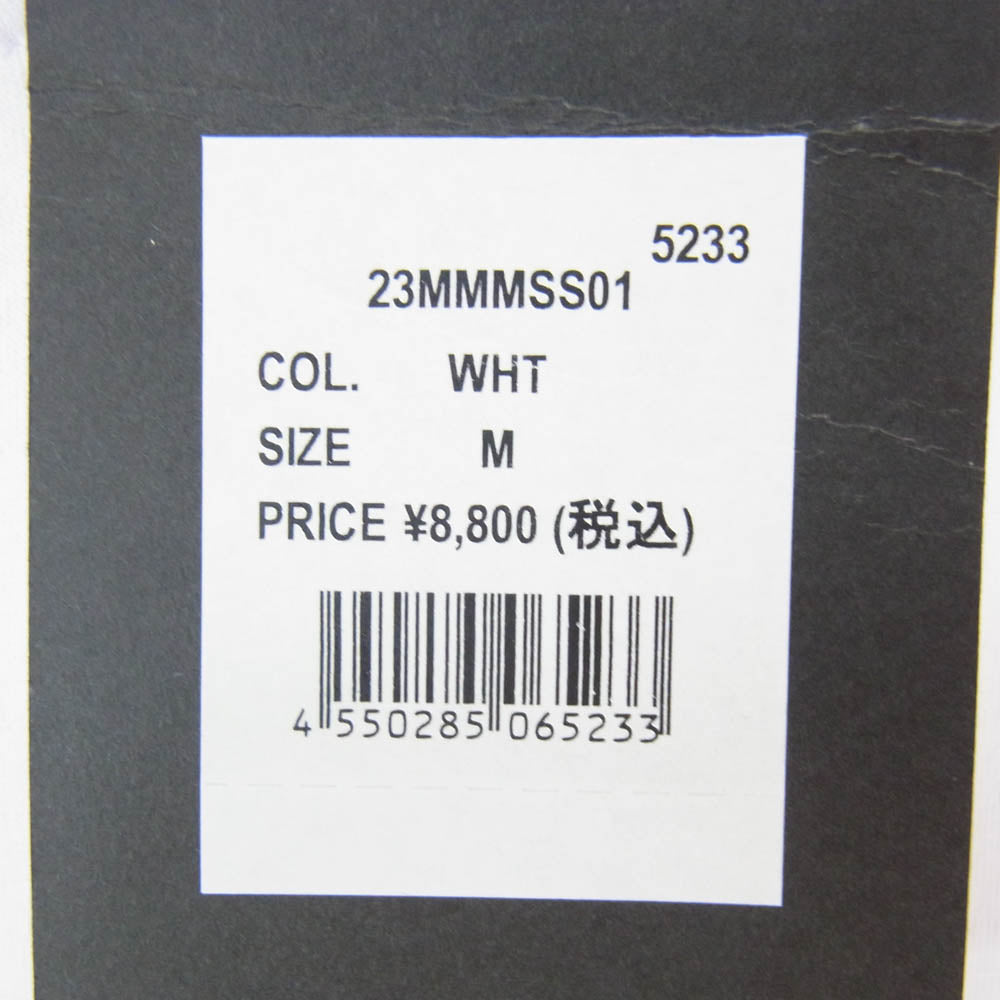 5233
23MMMSS01
COL. WHT
SIZE M
PRICE ¥8,800 (税込)
4 550285 065233